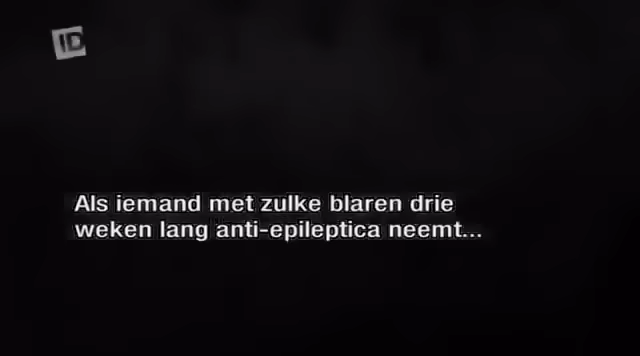 ID
Als iemand met zulke blaren drie
weken lang anti-epileptica neemt...